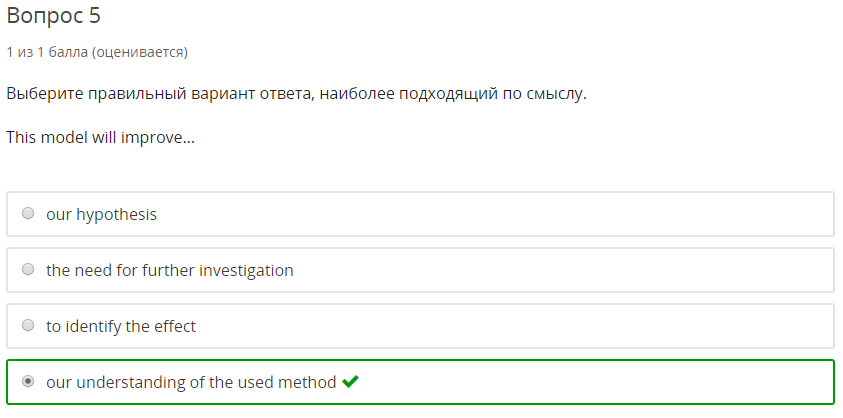 Вопрос 5
1 из 1 балла (оценивается)
Выберите правильный вариант ответа, наиболее подходящий по смыслу.
This model will improve...
our hypothesis
the need for further investigation
to identify the effect
our understanding of the used method